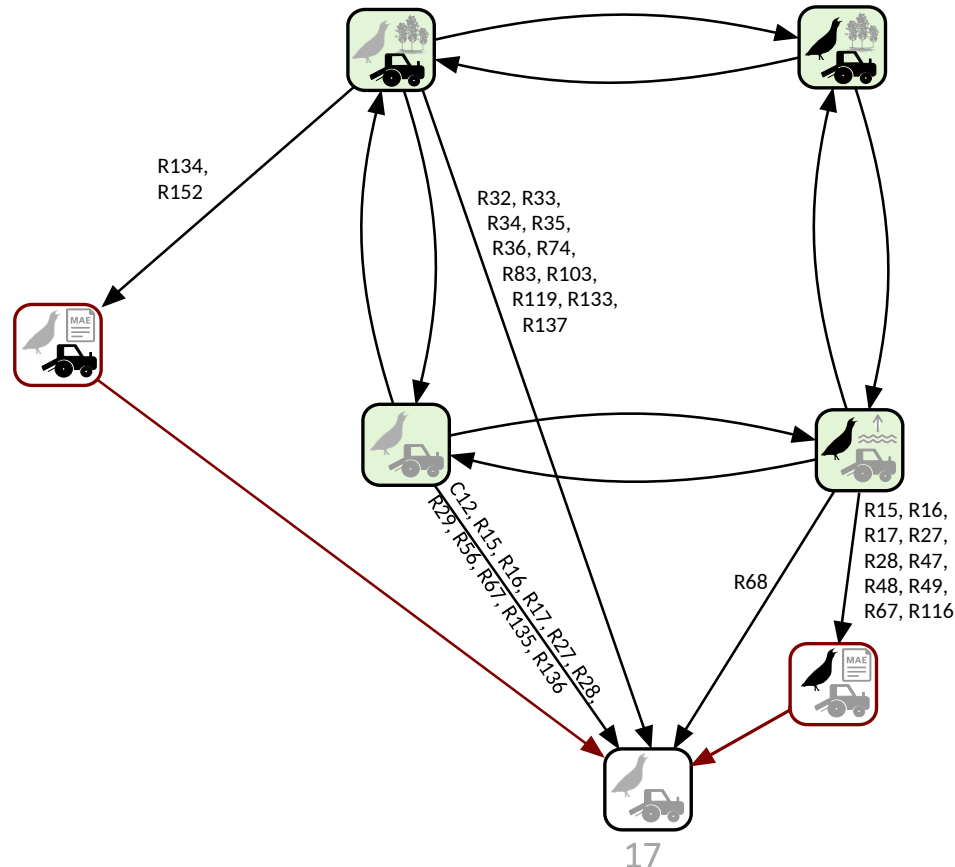 R134,
R152
R32, R33,
R34, R35,
R36, R74,
R83, R103,
R119, R133,
R137
MAE
C12, R15, R16, R17, R27, R28,
R29, R56, R67, R135, R136
R68
R15, R16,
R17, R27,
R28, R47,
R48, R49,
R67, R116
MAE
17